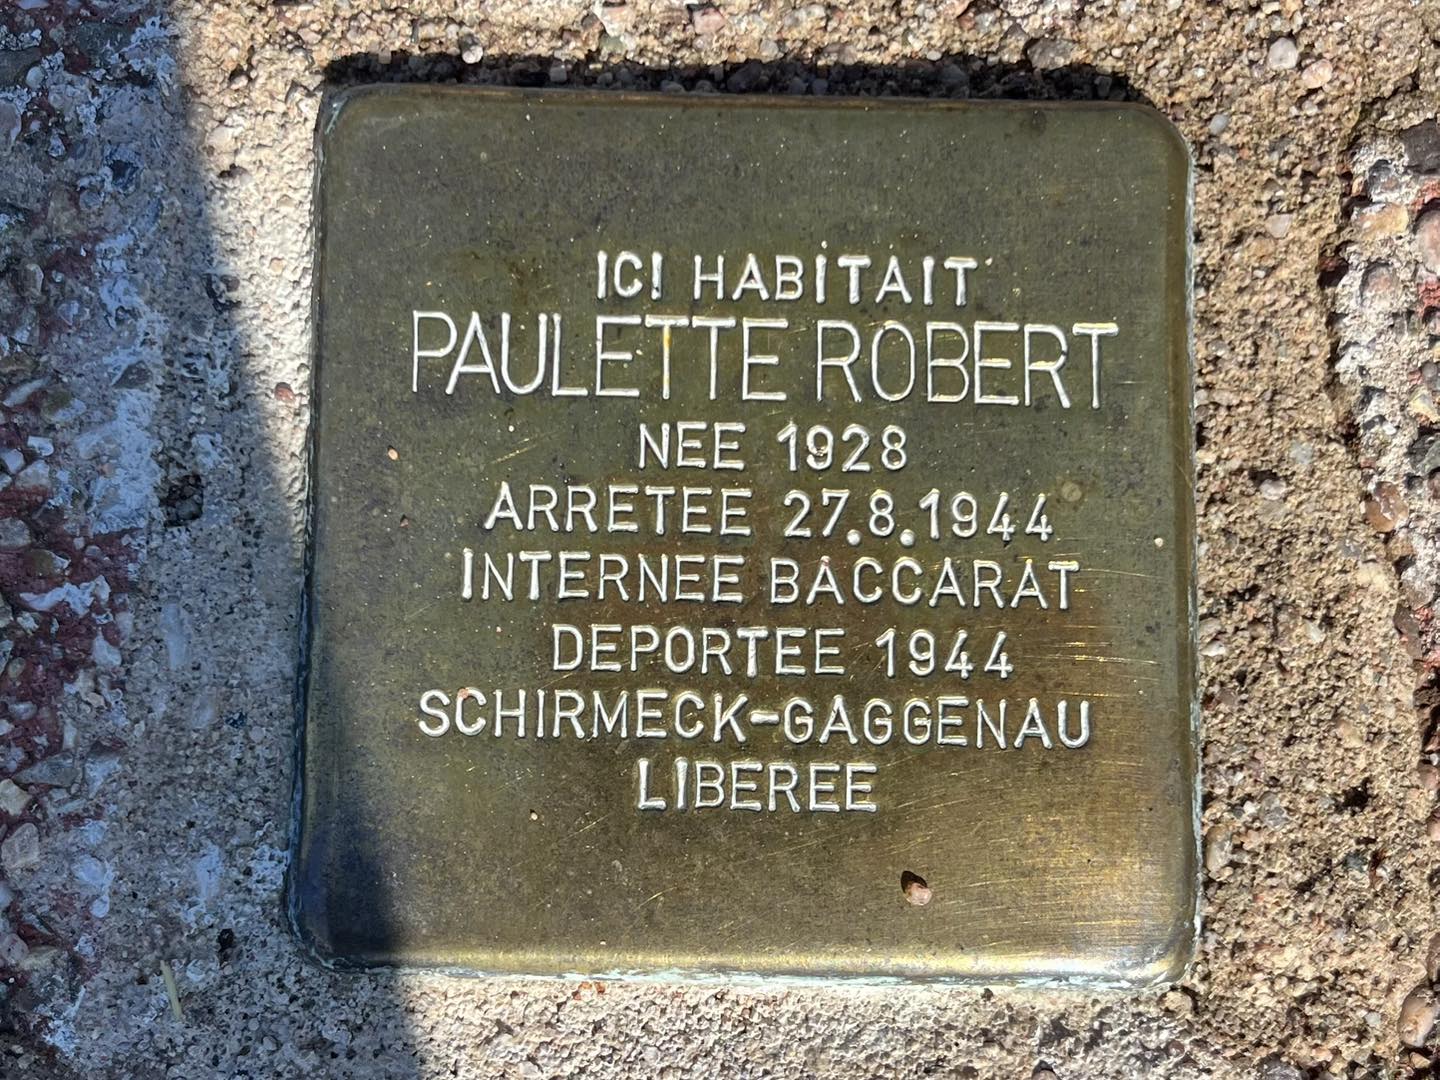 ICI HABITAIT
PAULETTE ROBERT
NEE 1928
ARRETEE 27.8.1944
INTERNEE BACCARAT
DEPORTEE 1944
SCHIRMECK-GAGGENAU
LIBEREE